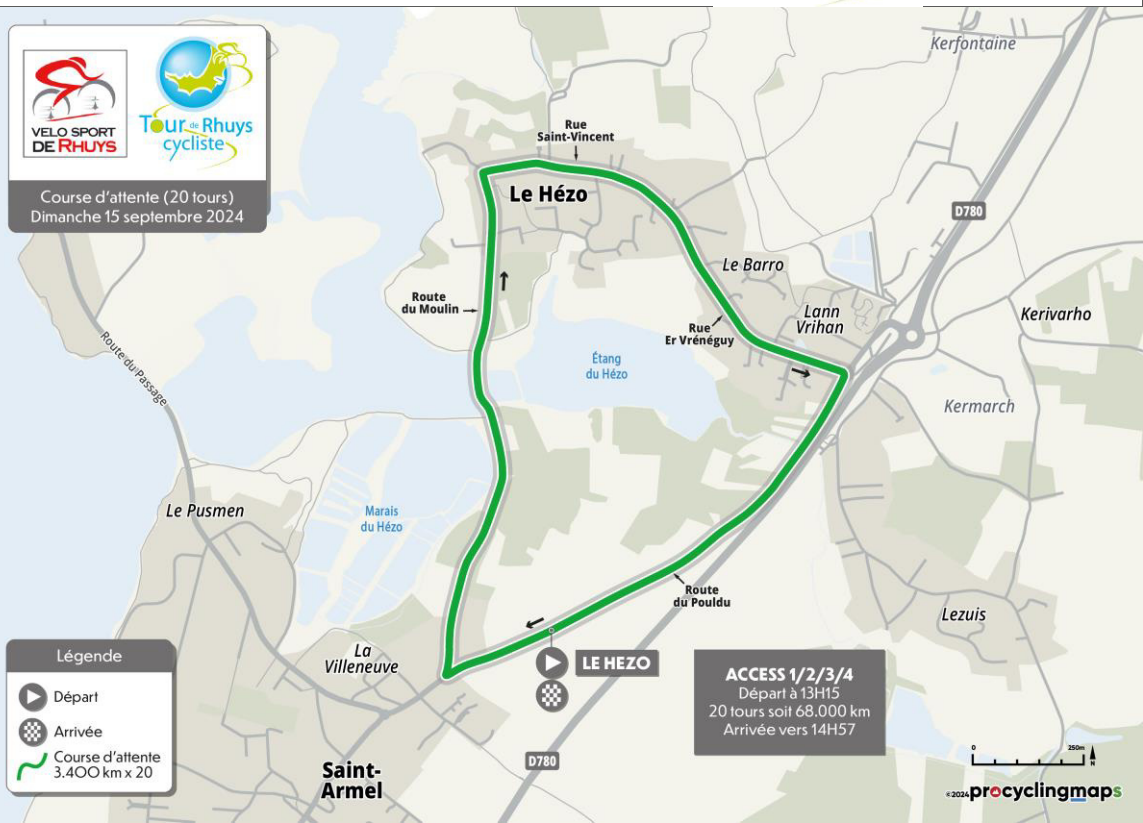 VELO SPORT
DE RHUYS
Tour de Rhuys
cycliste
Course d'attente (20 tours)
Dimanche 15 septembre 2024
Kerfontaine
Rue
Saint-Vincent
Le Hézo
D780
Le Barro
Route
du Moulin
Lann
Vrihan
Kerivarho
Rue
Er Vrénéguy
Étang
du Hézo
Route du Passage
Kermarch
Le Pusmen
Marais
du Hézo
Route
du Pouldu
Lezuis
La
Villeneuve
LE HEZO
Légende
Départ
Arrivée
Course d'attente
3.400 km x 20
ACCESS 1/2/3/4
Départ à 13H15
20 tours soit 68.000 km
Arrivée vers 14H57
D780
Saint-
Armel
0 250m
N
©2024 procyclingmaps